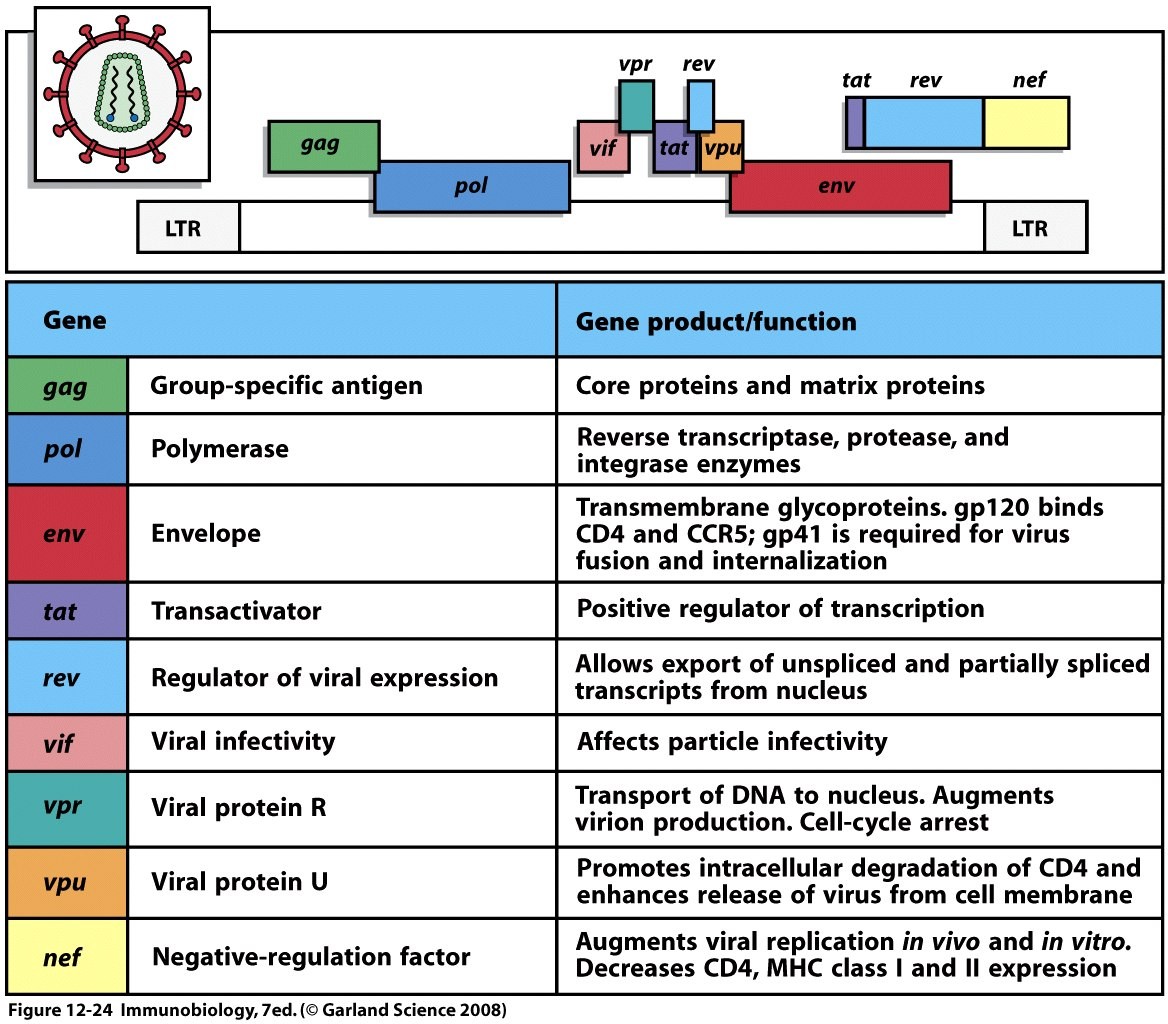 vpr rev
tat rev nef
gag vif tat vpu
pol env
LTR LTR
Gene Gene product/function
gag Group-specific antigen Core proteins and matrix proteins
pol Polymerase Reverse transcriptase, protease, and
integrase enzymes
env Envelope Transmembrane glycoproteins. gp120 binds
CD4 and CCR5; gp41 is required for virus
fusion and internalization
tat Transactivator Positive regulator of transcription
rev Regulator of viral expression Allows export of unspliced and partially spliced
transcripts from nucleus
vif Viral infectivity Affects particle infectivity
vpr Viral protein R Transport of DNA to nucleus. Augments
virion production. Cell-cycle arrest
vpu Viral protein U Promotes intracellular degradation of CD4 and
enhances release of virus from cell membrane
nef Negative-regulation factor Augments viral replication in vivo and in vitro.
Decreases CD4, MHC class I and II expression
Figure 12-24 Immunobiology, 7ed. (© Garland Science 2008)